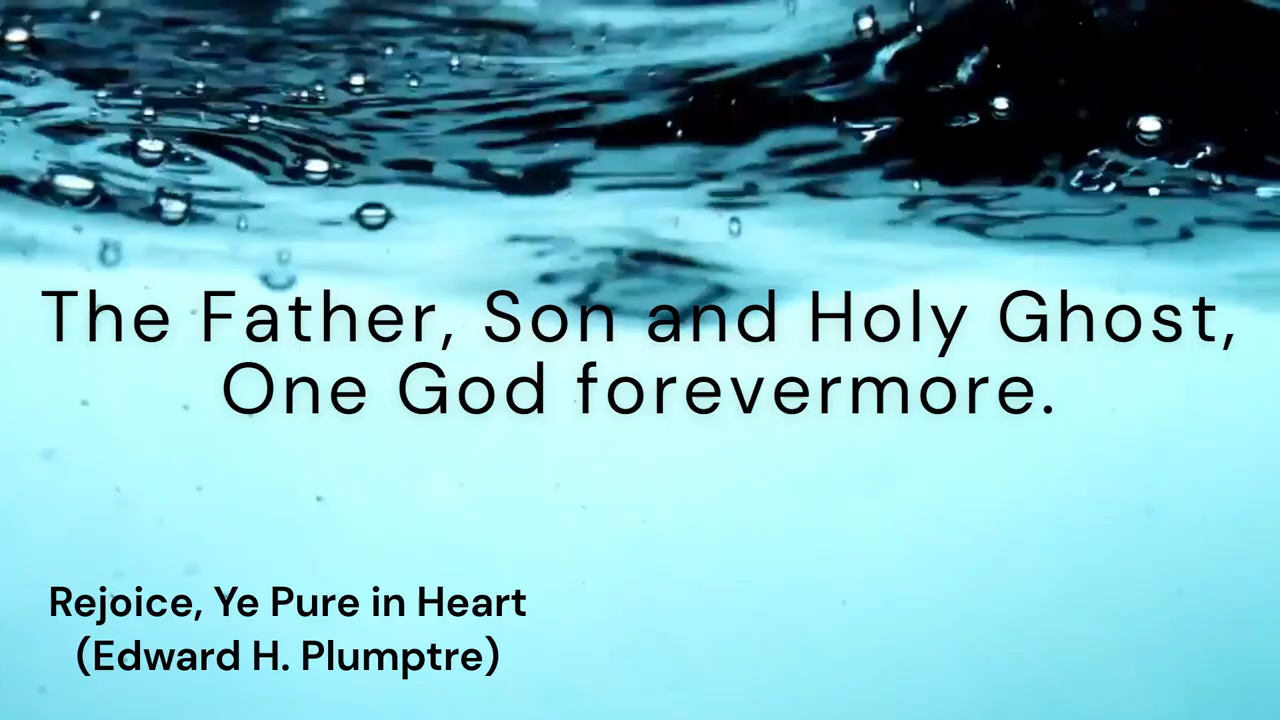 The Father, Son and Holy Ghost,
One God forevermore.
Rejoice, Ye Pure in Heart
(Edward H. Plumptre)